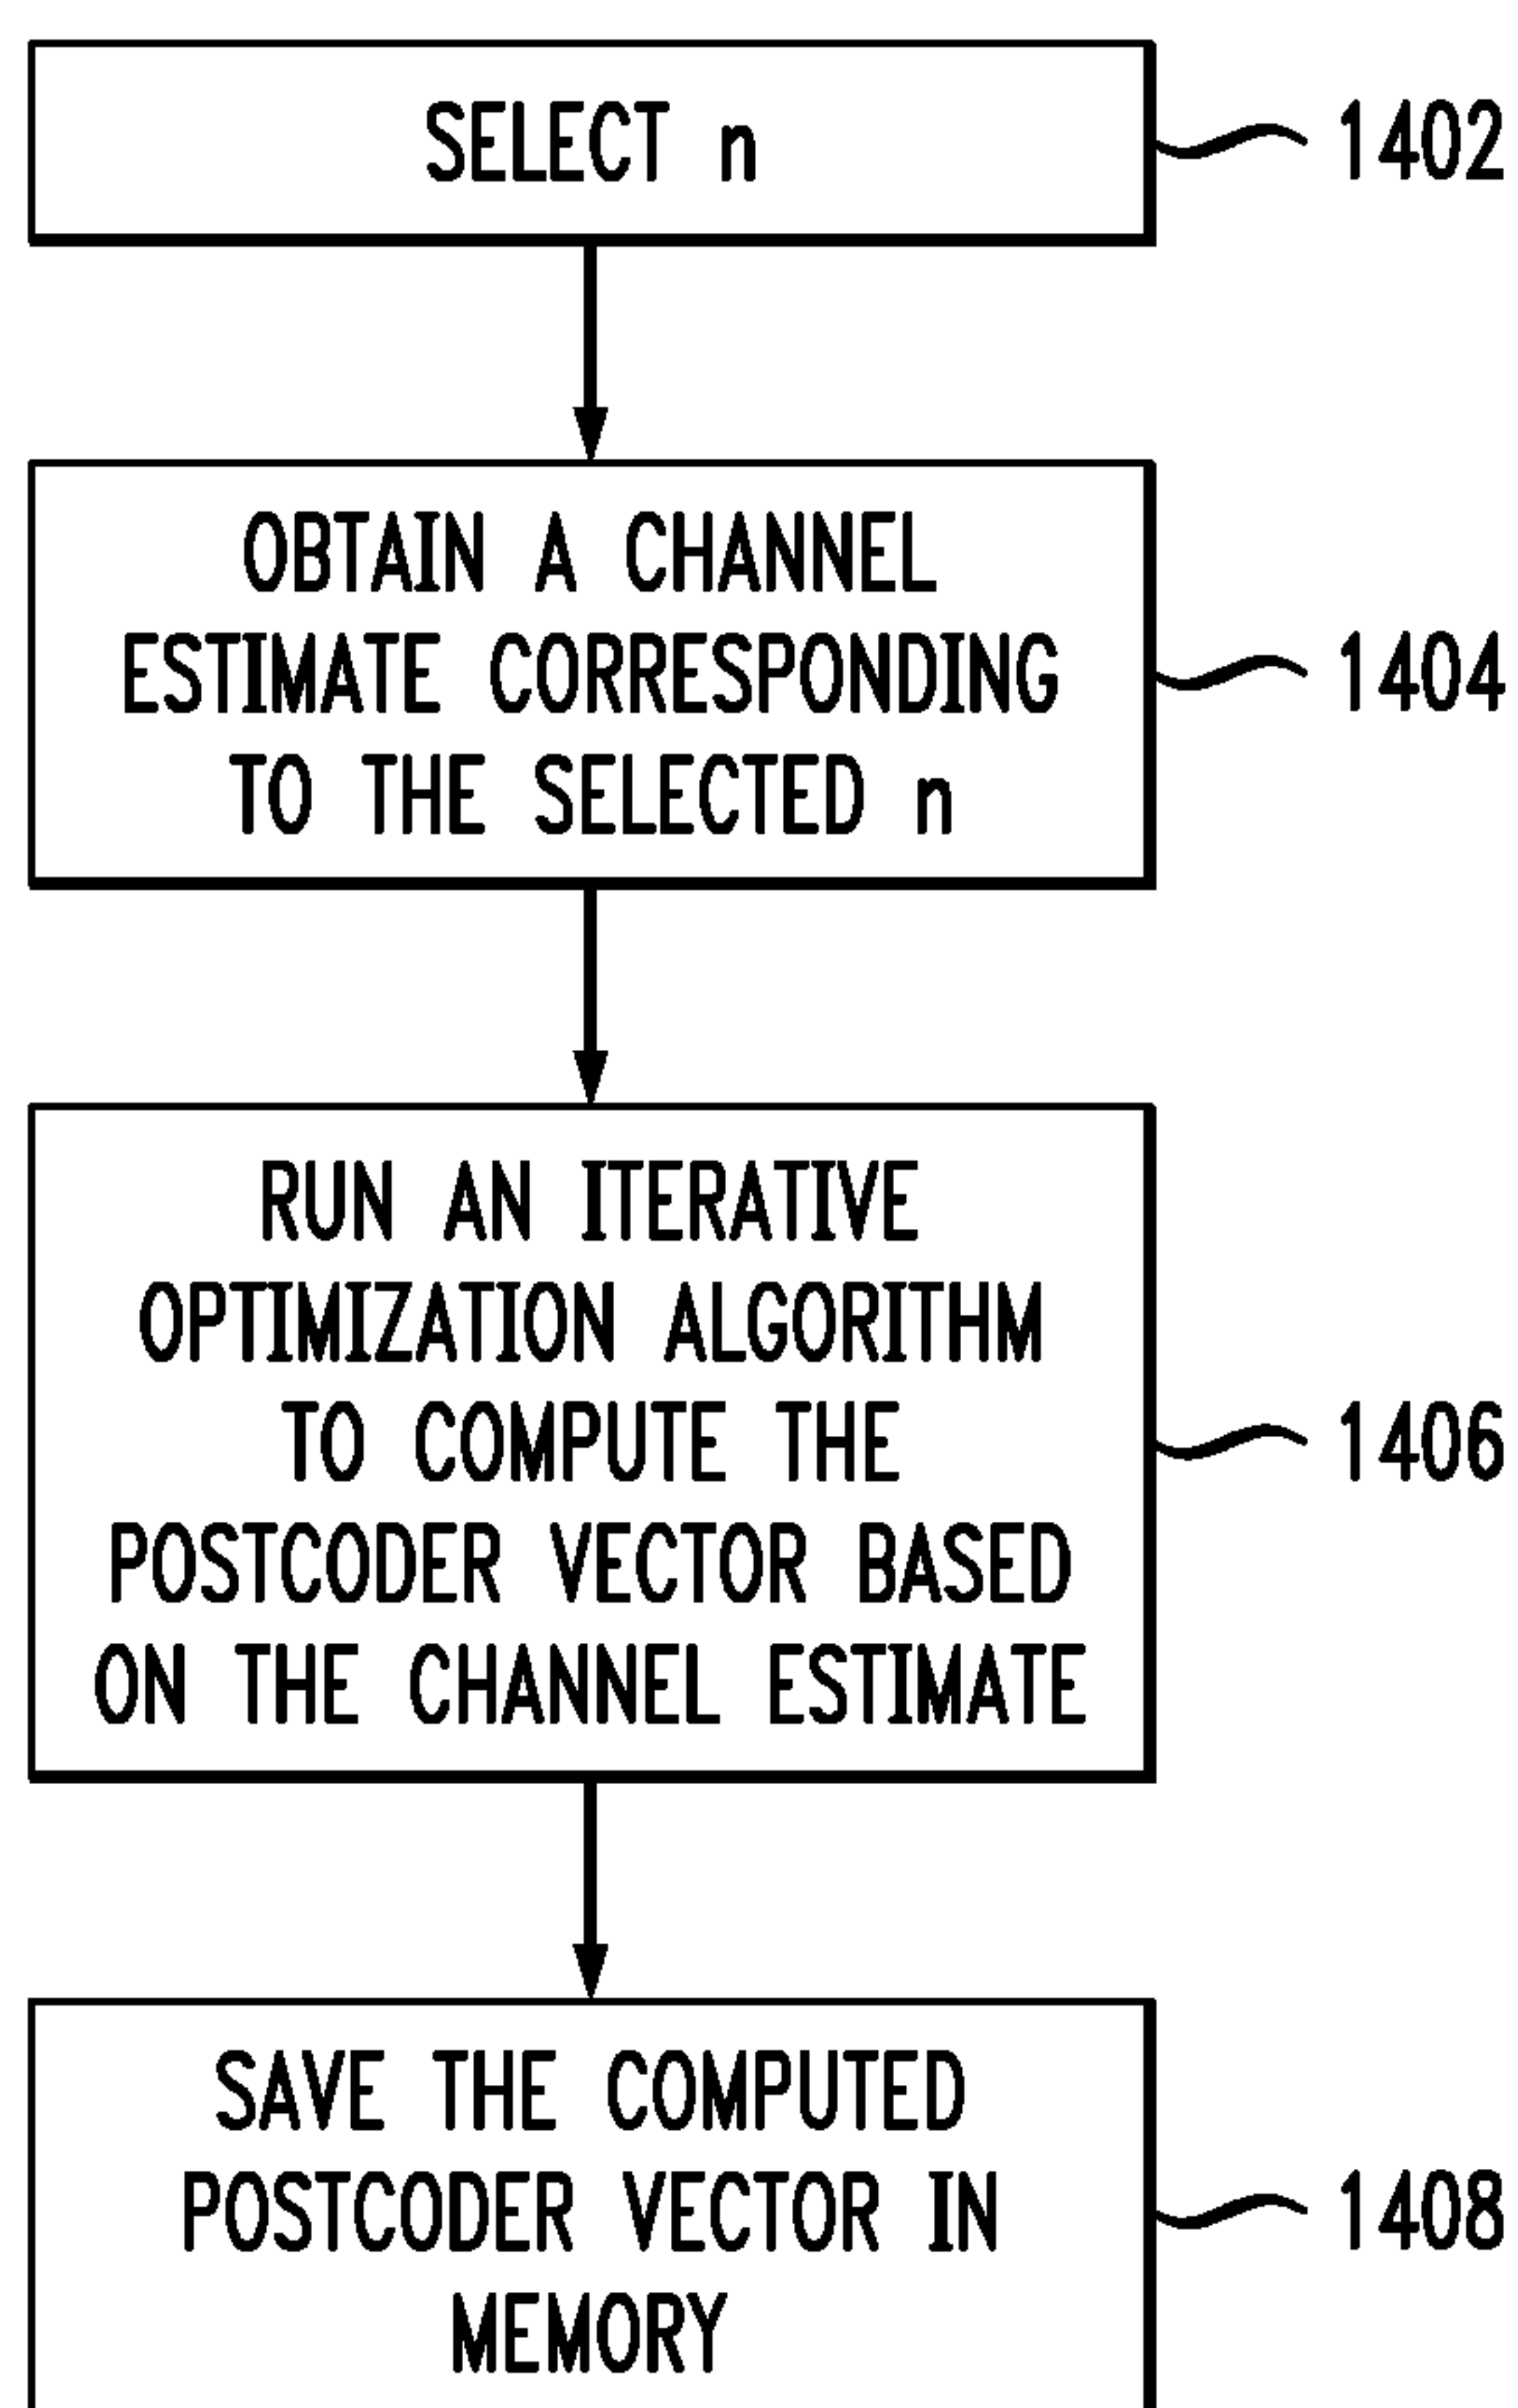 SELECT n
1402
OBTAIN A CHANNEL
ESTIMATE CORRESPONDING
TO THE SELECTED n
1404
RUN AN ITERATIVE
OPTIMIZATION ALGORITHM
TO COMPUTE THE
POSTCODER VECTOR BASED
ON THE CHANNEL ESTIMATE
1406
SAVE THE COMPUTED
POSTCODER VECTOR IN
MEMORY
1408